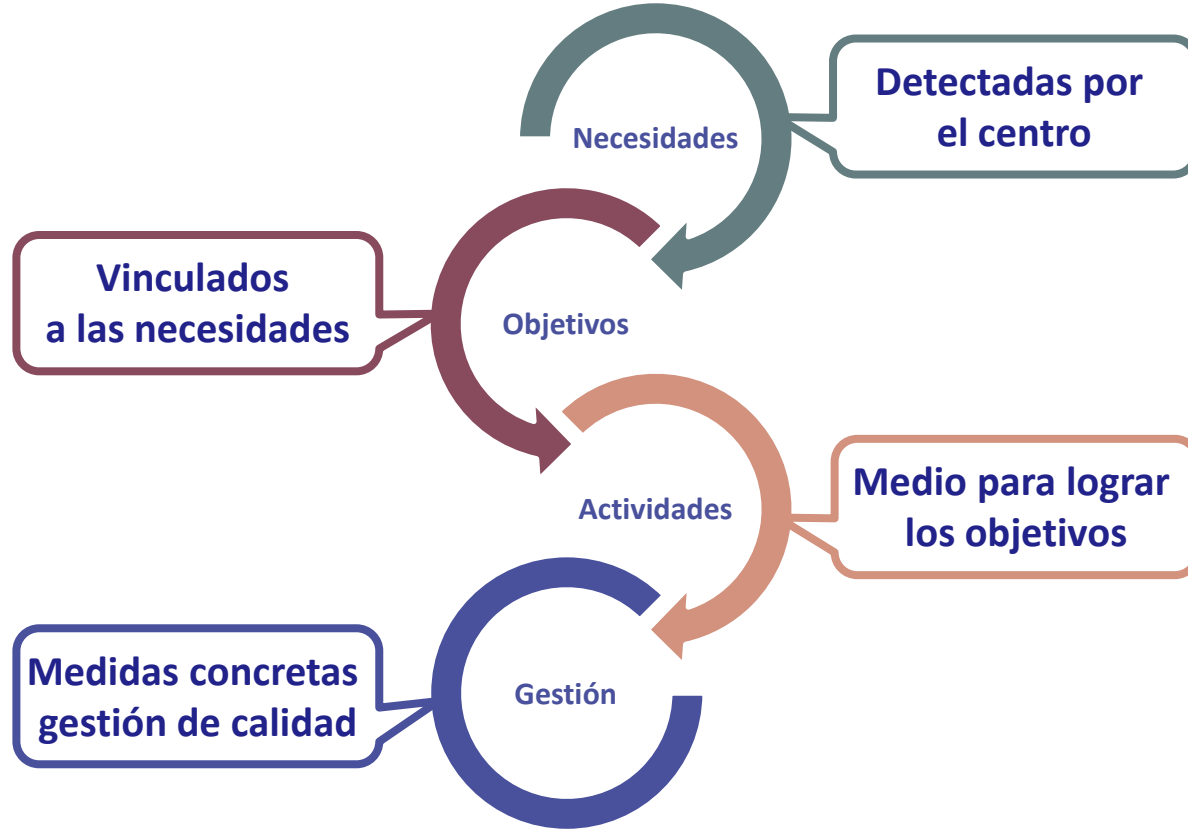 Necesidades
Detectadas por
el centro
Vinculados
a las necesidades
Objetivos
Actividades
Medio para lograr
los objetivos
Medidas concretas
gestión de calidad
Gestión